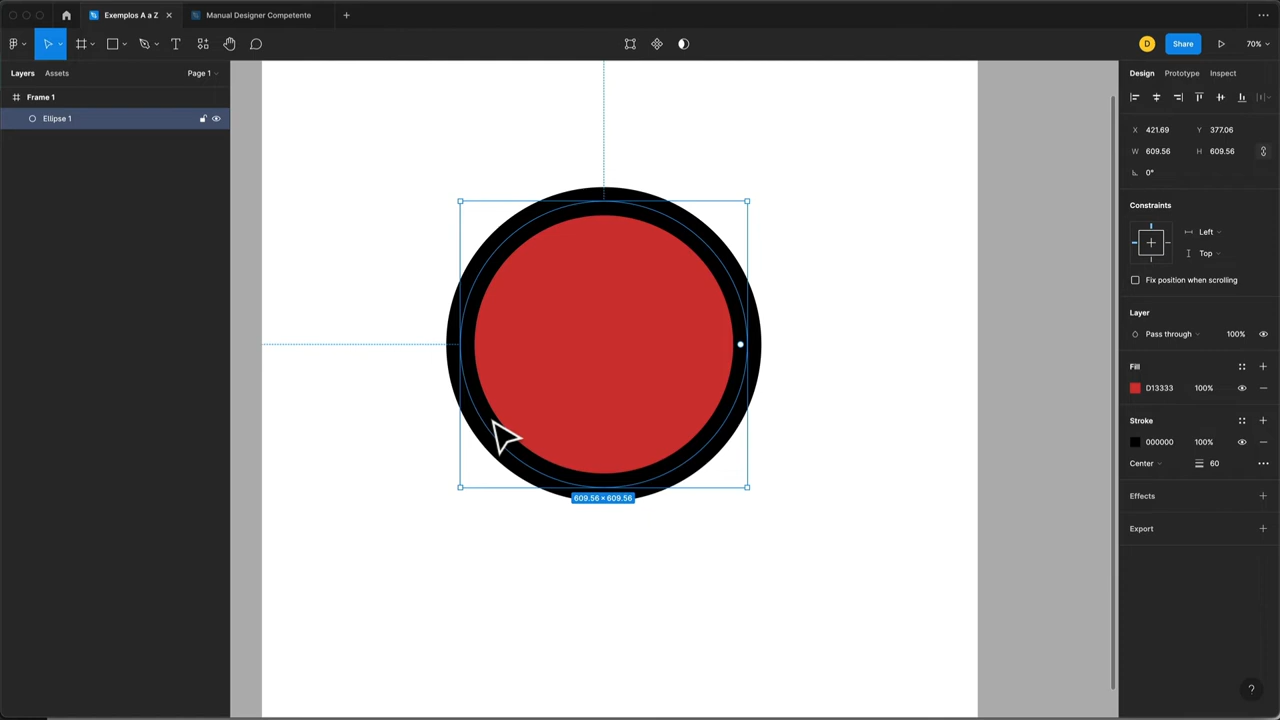 Exemplos A a Z
Manual Designer Competente
D
Share
70%
Layers
Assets
Page 1
Design
Prototype
Inspect
Frame 1
Ellipse 1
X 421.69 Y 377.06
W 609.56 H 609.56
0°
Constraints
Left
Top
Fix position when scrolling
Layer
Pass through 100%
Fill
D13333 100%
Stroke
000000 100%
Center 60
Effects
Export
609.56 × 609.56
?